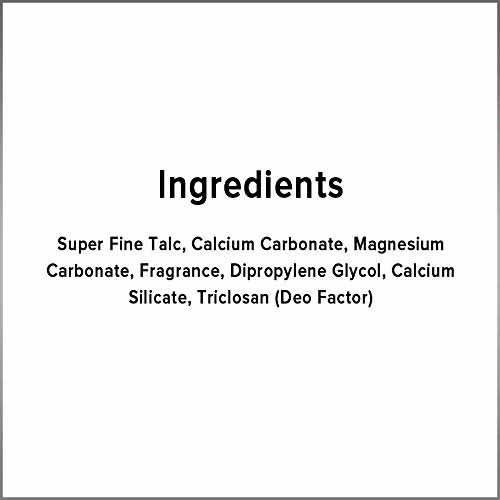 Ingredients
Super Fine Talc, Calcium Carbonate, Magnesium
Carbonate, Fragrance, Dipropylene Glycol, Calcium
Silicate, Triclosan (Deo Factor)